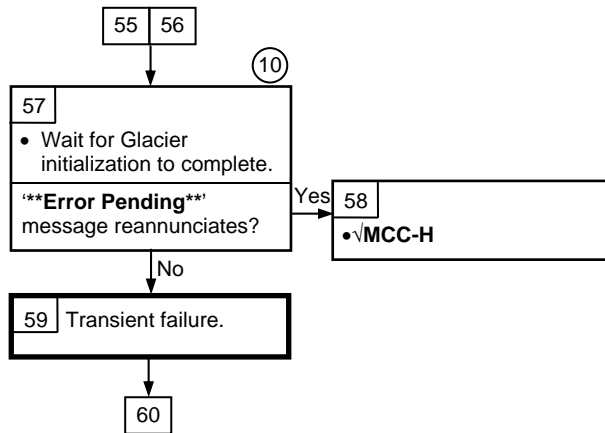 55 56
10
57
• Wait for Glacier
initialization to complete.
‘**Error Pending**’
message reannunciates?
Yes
58
•√MCC-H
No
59 Transient failure.
60